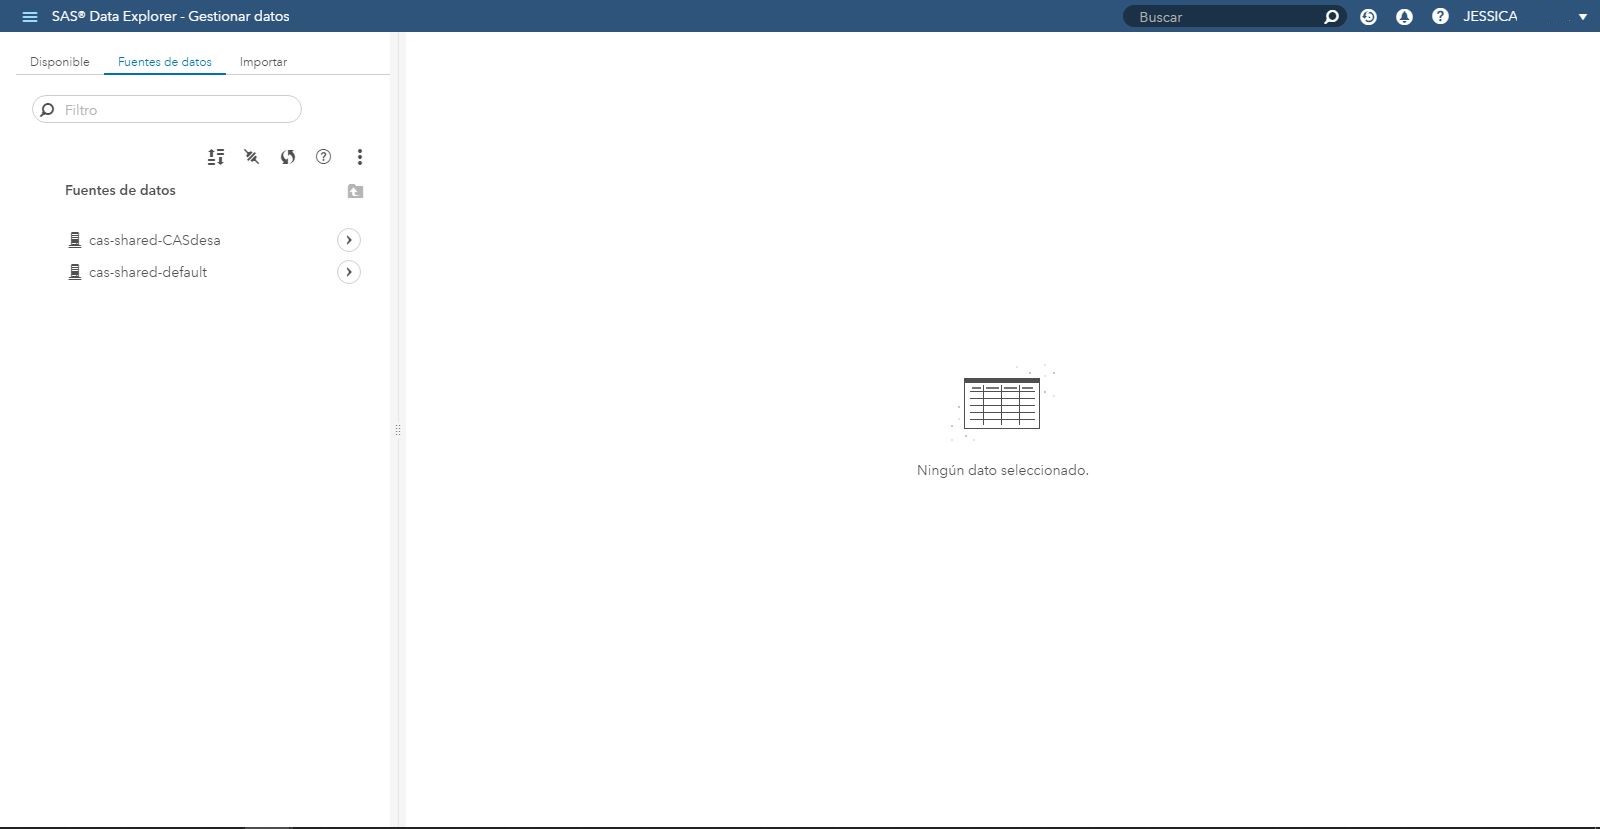 SAS® Data Explorer - Gestionar datos
Buscar
JESSICA
Disponible
Fuentes de datos
Importar
Filtro
Fuentes de datos
cas-shared-CASdesa
cas-shared-default
Ningún dato seleccionado.